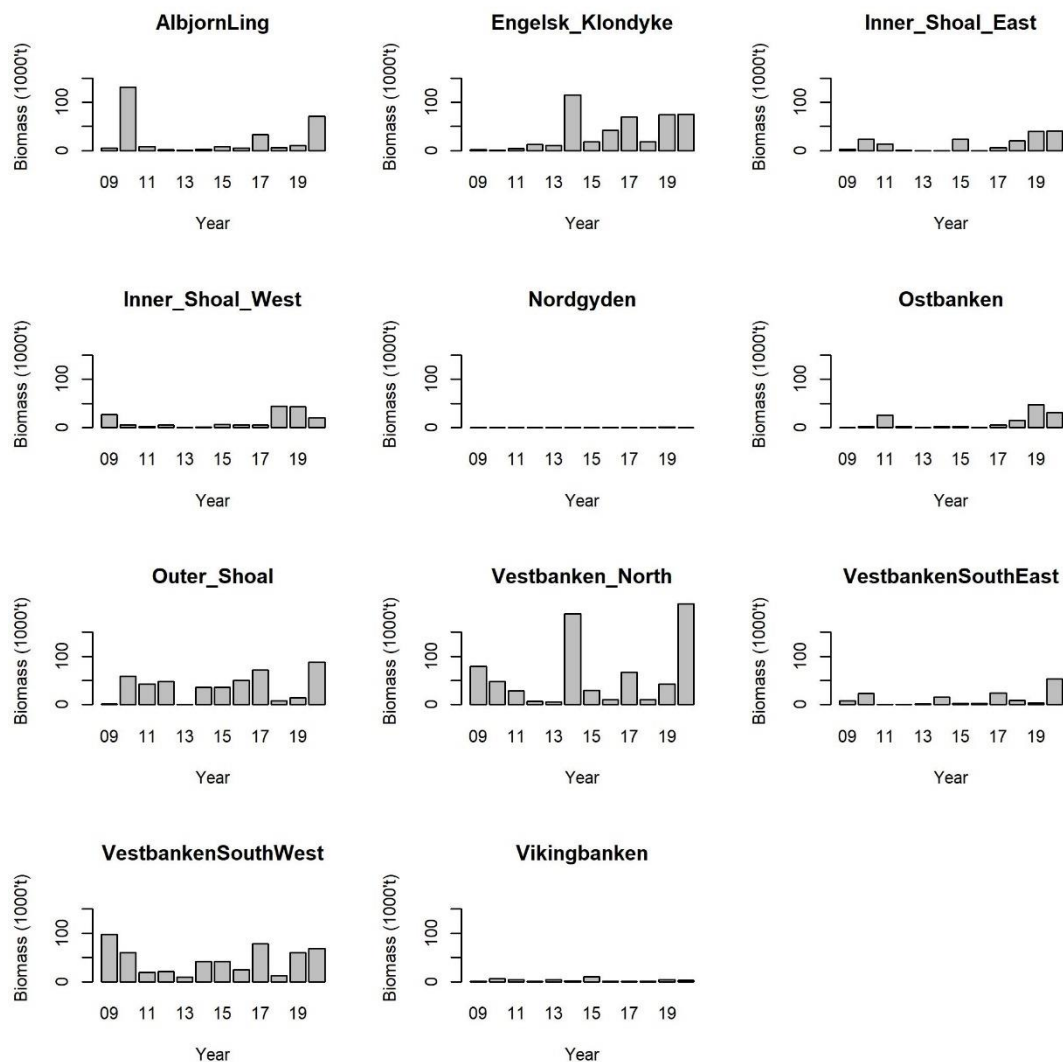 AlbjornLing
Biomass (1000't)
0 100
09 11 13 15 17 19
Year
Engelsk_Klondyke
Biomass (1000't)
0 100
09 11 13 15 17 19
Year
Inner_Shoal_East
Biomass (1000't)
0 100
09 11 13 15 17 19
Year
Inner_Shoal_West
Biomass (1000't)
0 100
09 11 13 15 17 19
Year
Nordgyden
Biomass (1000't)
0 100
09 11 13 15 17 19
Year
Ostbanken
Biomass (1000't)
0 100
09 11 13 15 17 19
Year
Outer_Shoal
Biomass (1000't)
0 100
09 11 13 15 17 19
Year
Vestbanken_North
Biomass (1000't)
0 100
09 11 13 15 17 19
Year
VestbankenSouthEast
Biomass (1000't)
0 100
09 11 13 15 17 19
Year
VestbankenSouthWest
Biomass (1000't)
0 100
09 11 13 15 17 19
Year
Vikingbanken
Biomass (1000't)
0 100
09 11 13 15 17 19
Year